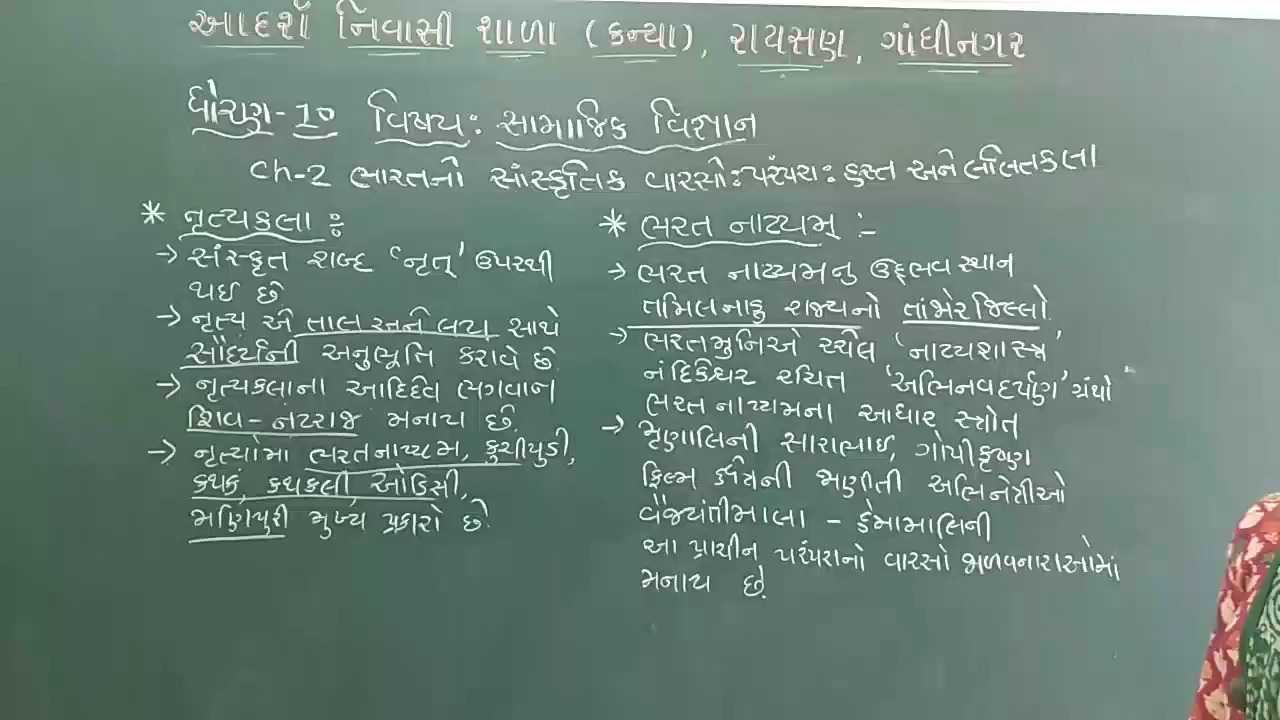 આદર્શ નિવાસી શાળા (કન્યા), રાયસણ, ગાંધીનગર
ધોરણ-10 વિષય: સામાજિક વિજ્ઞાન
ch-2 ભારતનો સાંસ્કૃતિક વારસો: પરંપરા: હસ્ત અને લલિતકલા
* નૃત્યકલા :
→ સંસ્કૃત શબ્દ 'નૃત્' ઉપરથી
થઇ છે
→ નૃત્ય એ તાલ અને લય સાથે
સૌંદર્યની અનુભૂતિ કરાવે છે.
→ નૃત્યકલાના આદિદેવ ભગવાન
શિવ - નટરાજ મનાય છે.
→ નૃત્યોમાં ભરતનાટ્યમ, કુચીપુડી,
કથક, કથકલી, ઓડિસી,
મણિપુરી મુખ્ય પ્રકારો છે.
* ભરત નાટ્યમ્ :-
→ ભરત નાટ્યમનુ ઉદ્દભવ સ્થાન
તમિલનાડુ રાજ્યનો તાંજોર જિલ્લો.
→ ભરતમુનિએ રચેલ 'નાટ્યશાસ્ત્ર'
નંદિકેશ્વર રચિત 'અભિનવદર્પણ' ગ્રંથો
ભરત નાટ્યમના આધાર સ્ત્રોત
→ મૃણાલિની સારાભાઇ, ગોપીકૃષ્ણ
ફિલ્મ ક્ષેત્રની જાણીતી અભિનેત્રીઓ
વૈજયંતીમાલા - હેમામાલિની
આ પ્રાચીન પરંપરાનો વારસો જાળવનારાઓમાં
મનાય છે.